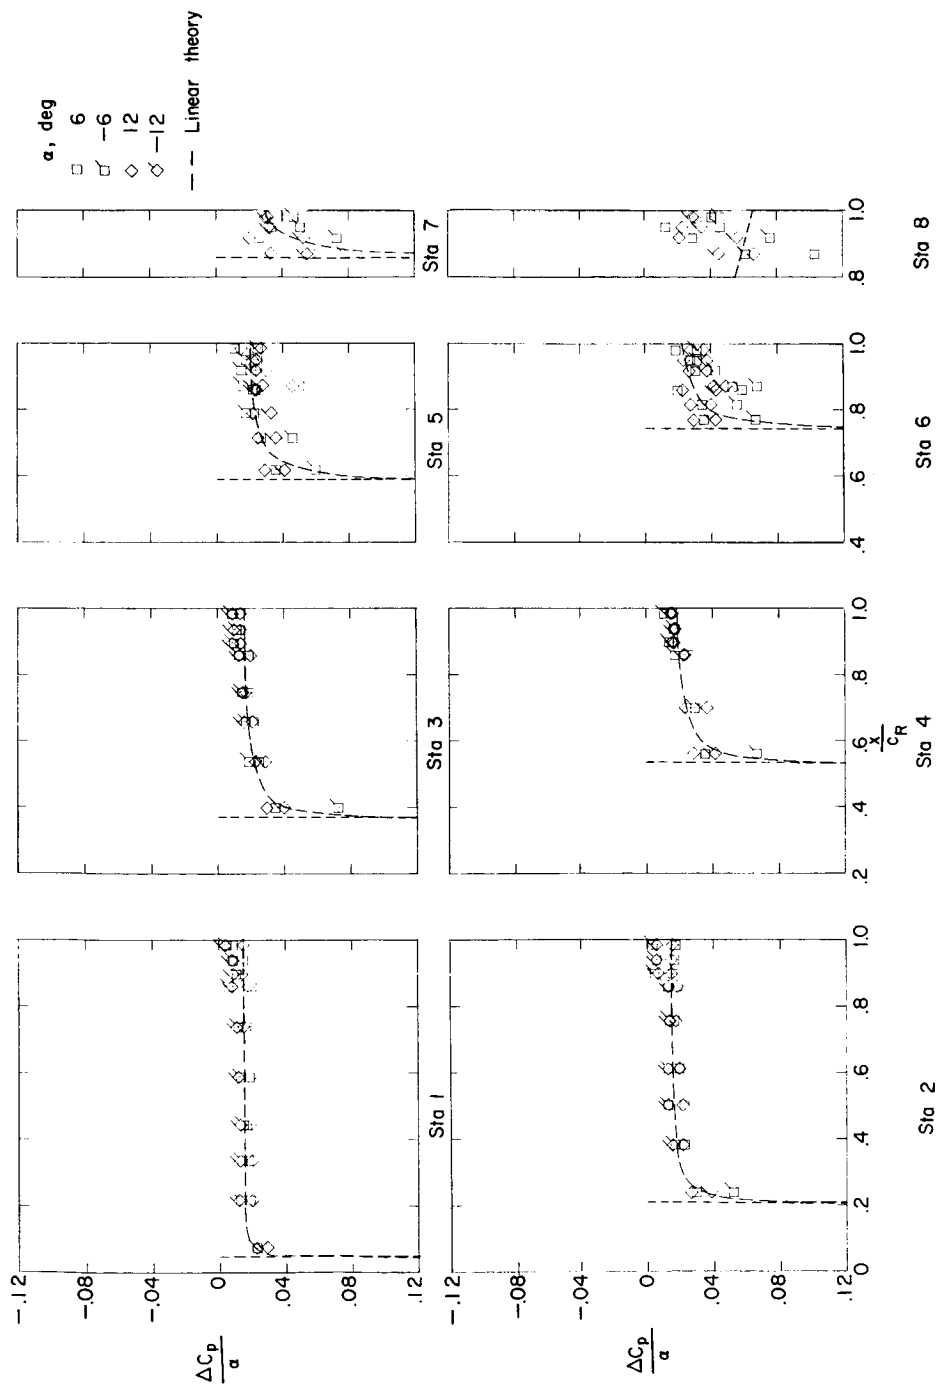 α, deg
6
−6
12
−12
Linear theory
−.12
−.08
−.04
0
.04
.08
.12
ΔCp/α
Sta 1
Sta 3
Sta 5
Sta 7
−.12
−.08
−.04
0
.04
.08
.12
ΔCp/α
0 .2 .4 .6 .8 1.0
.2 .4 .6 .8 1.0
.4 .6 .8 1.0
.8 1.0
x/cR
Sta 2
Sta 4
Sta 6
Sta 8